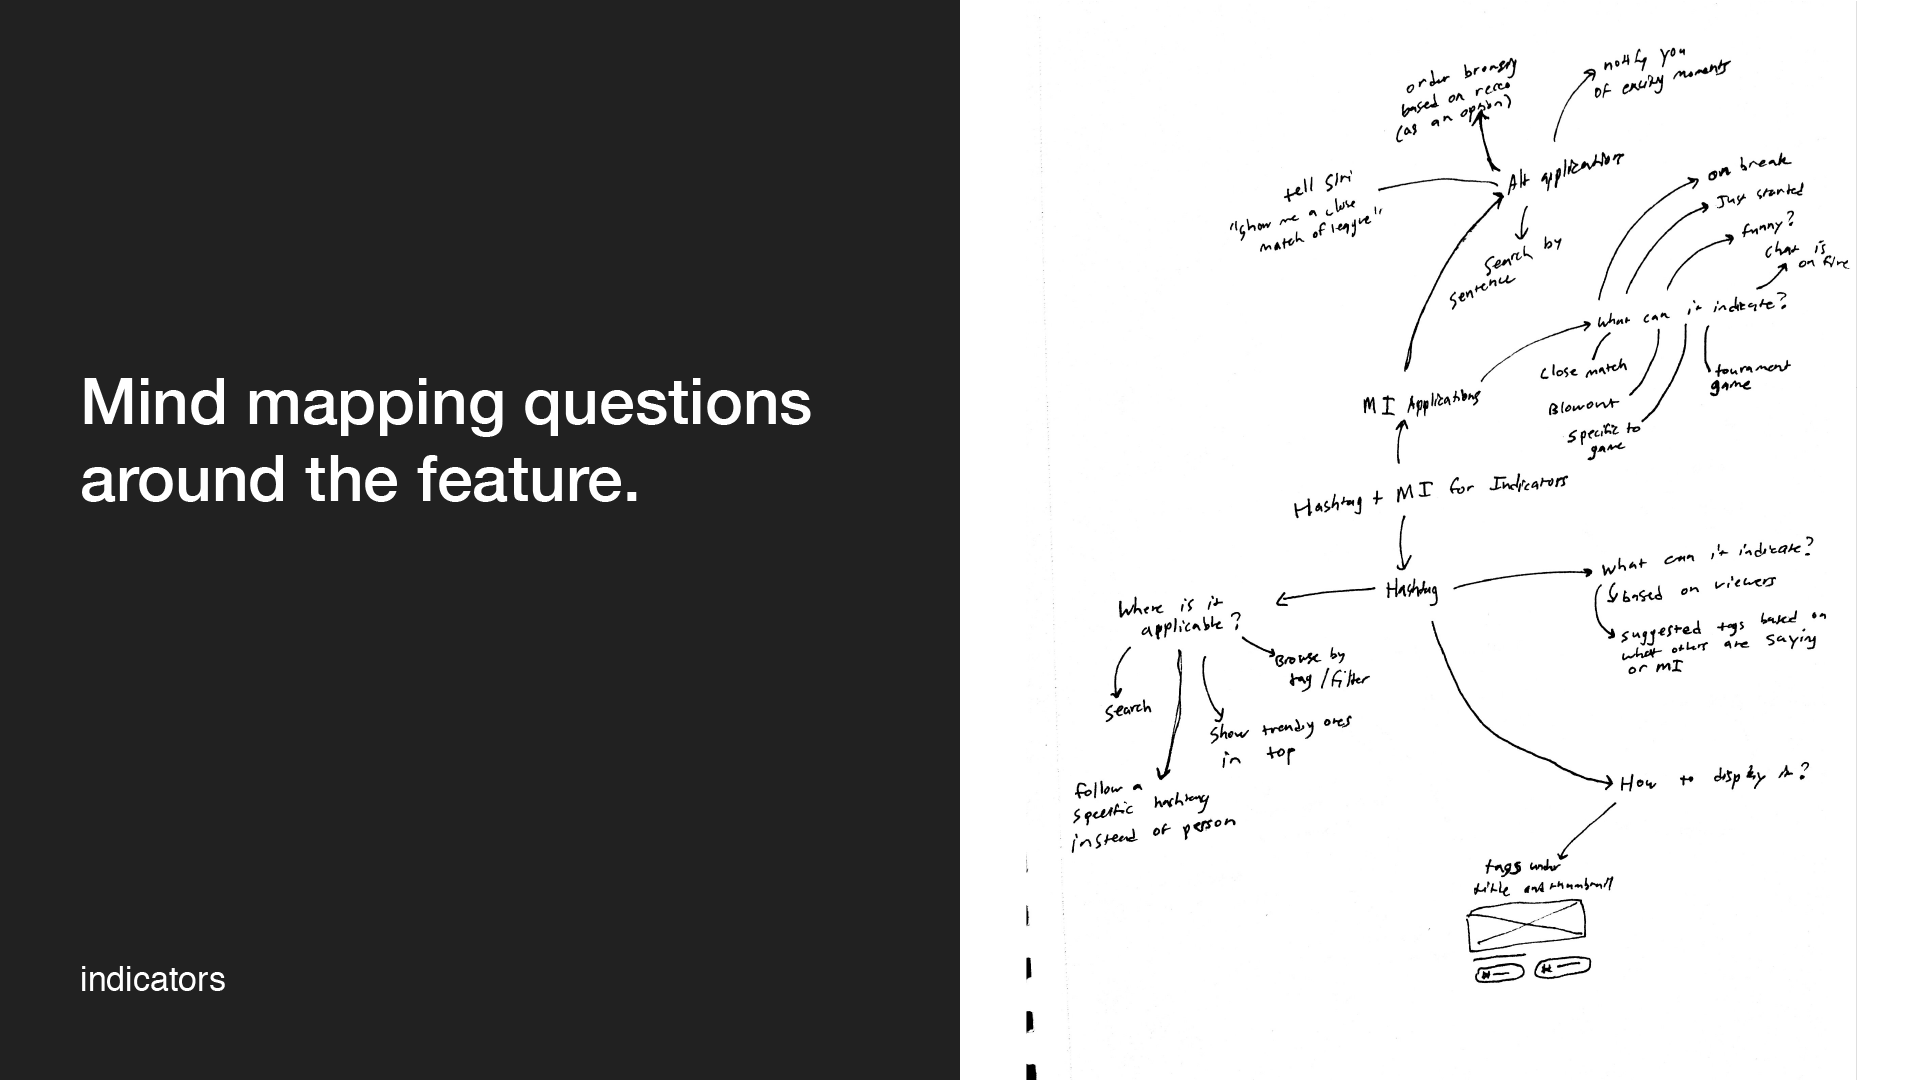 Mind mapping questions
around the feature.
indicators
order browsing
based on recco
(as an option)
notify you
of exciting moments
Alt applications
tell Siri
"show me a close
match of league"
Search by
sentence
on break
Just started
funny?
chat is
on fire
What can it indicate?
close match
Blowout
specific to
game
tournament
game
MI Applications
Hashtag + MI for Indicators
Hashtag
What can it indicate?
based on viewers
suggested tags based on
what others are saying
or MI
Where is it
applicable?
Browse by
tag / filter
Search
Show trendy ones
in top
follow a
specific hashtag
instead of person
How to display it?
tags under
title and thumbnail